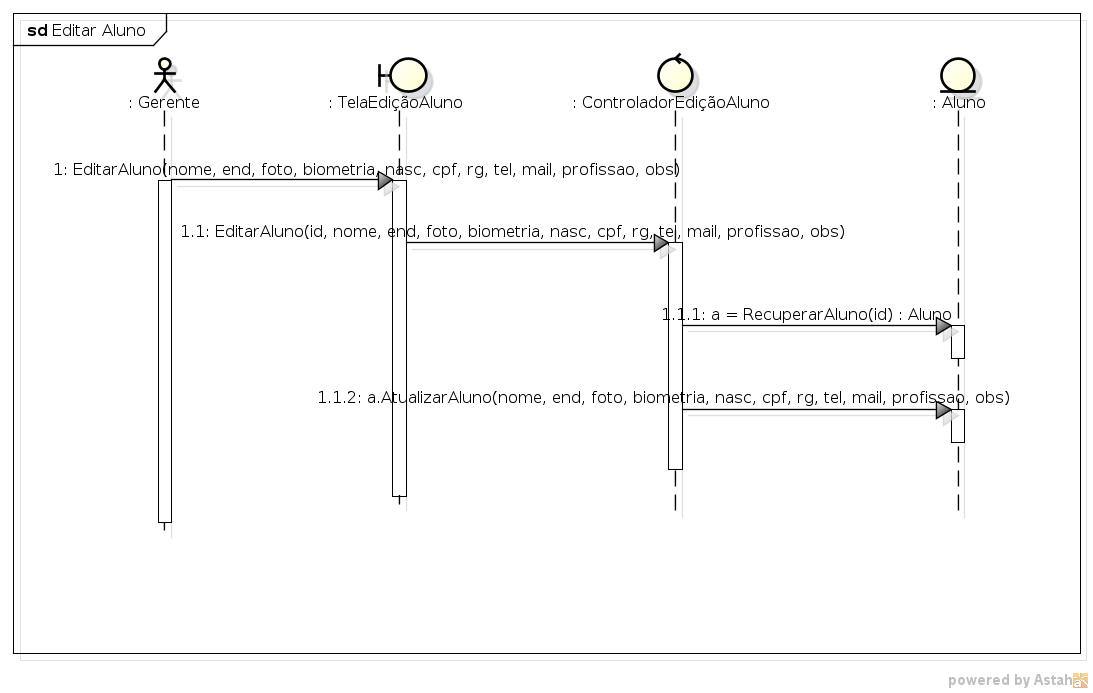 sd Editar Aluno
: Gerente
: TelaEdiçãoAluno
: ControladorEdiçãoAluno
: Aluno
1: EditarAluno(nome, end, foto, biometria, nasc, cpf, rg, tel, mail, profissao, obs)
1.1: EditarAluno(id, nome, end, foto, biometria, nasc, cpf, rg, tel, mail, profissao, obs)
1.1.1: a = RecuperarAluno(id) : Aluno
1.1.2: a.AtualizarAluno(nome, end, foto, biometria, nasc, cpf, rg, tel, mail, profissao, obs)
powered by Astah